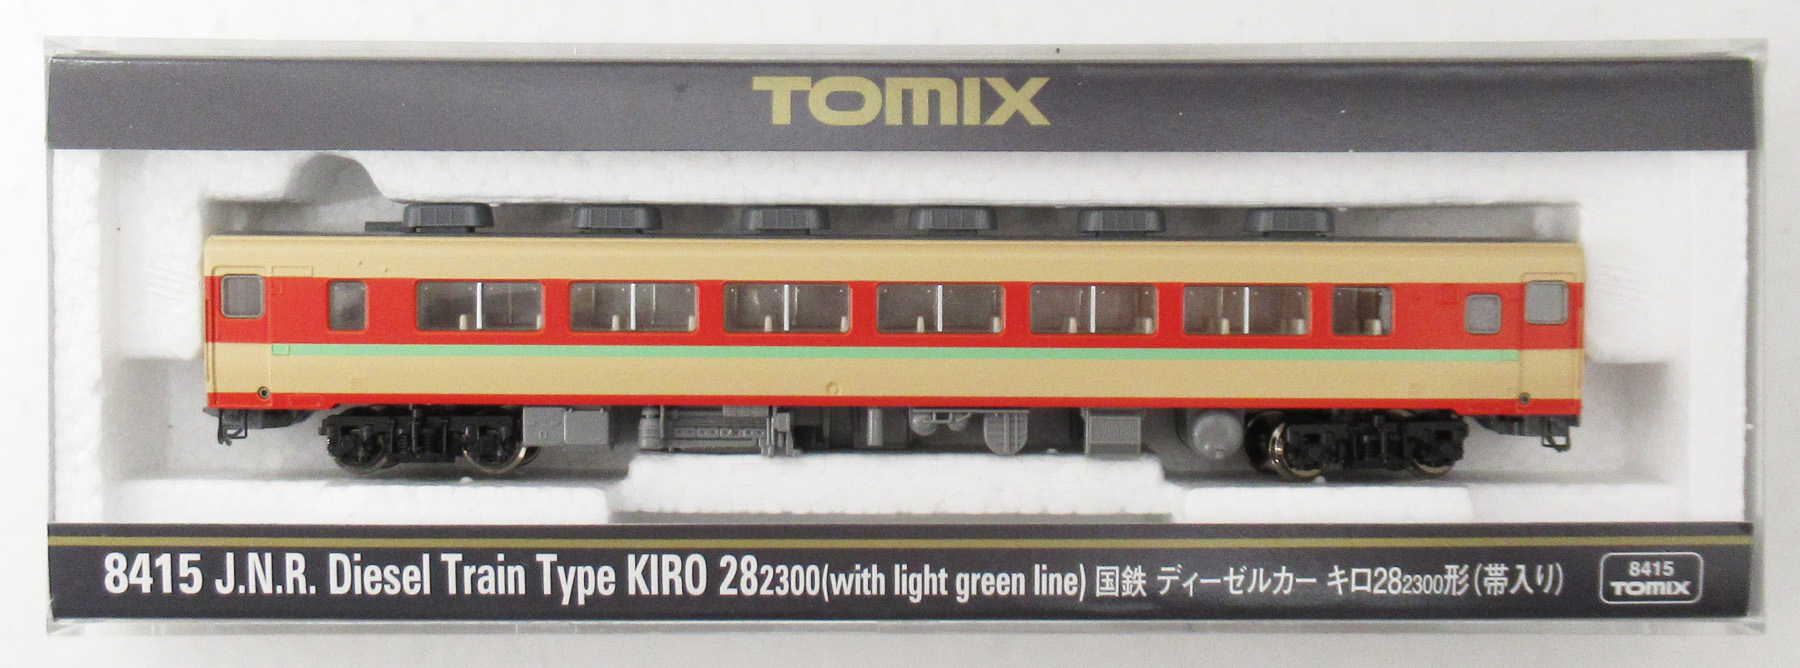 TOMIX
8415 J.N.R. Diesel Train Type KIRO 282300(with light green line) 国鉄 ディーゼルカー キロ282300形(帯入り)
8415
TOMIX